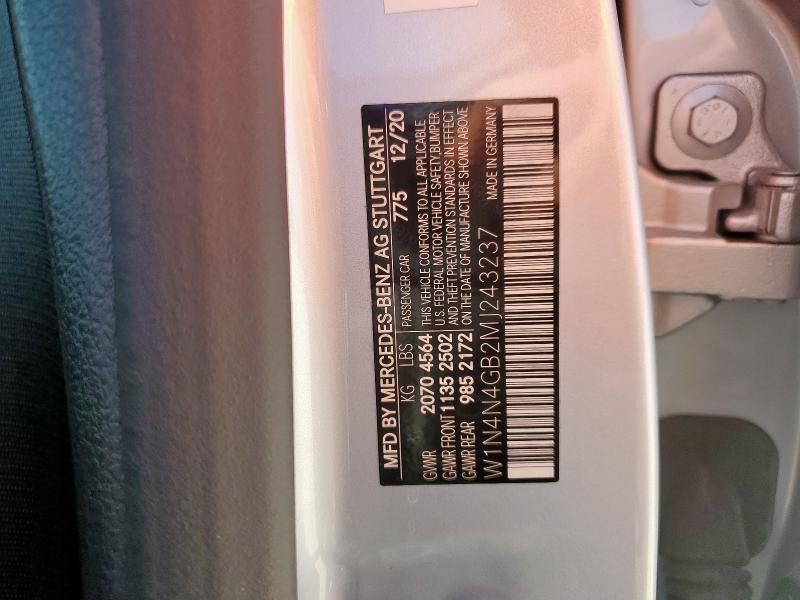 MFD BY MERCEDES-BENZ AG STUTTGART
KG LBS PASSENGER CAR 775 12/20
GVWR 2070 4564 THIS VEHICLE CONFORMS TO ALL APPLICABLE
GAWR FRONT 1135 2502 U.S. FEDERAL MOTOR VEHICLE SAFETY,BUMPER
AND THEFT PREVENTION STANDARDS IN EFFECT
GAWR REAR 985 2172 ON THE DATE OF MANUFACTURE SHOWN ABOVE
W1N4N4GB2MJ243237 MADE IN GERMANY